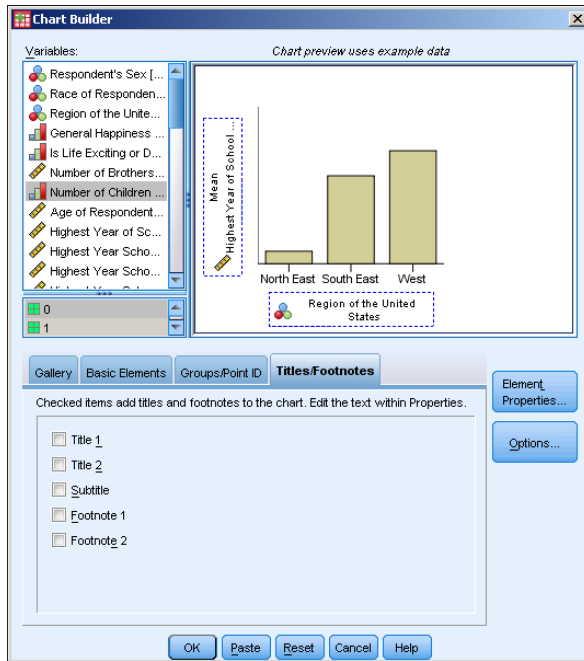 Chart Builder
Variables:
Chart preview uses example data
Respondent's Sex [...
Race of Responden...
Region of the Unite...
General Happiness ...
Is Life Exciting or D...
Number of Brothers...
Number of Children ...
Age of Respondent...
Highest Year of Sc...
Highest Year Scho...
Highest Year Scho...
0
1
Mean
Highest Year of School ...
North East South East West
Region of the United
States
Gallery Basic Elements Groups/Point ID Titles/Footnotes
Checked items add titles and footnotes to the chart. Edit the text within Properties.
Title 1
Title 2
Subtitle
Footnote 1
Footnote 2
Element
Properties...
Options...
OK Paste Reset Cancel Help